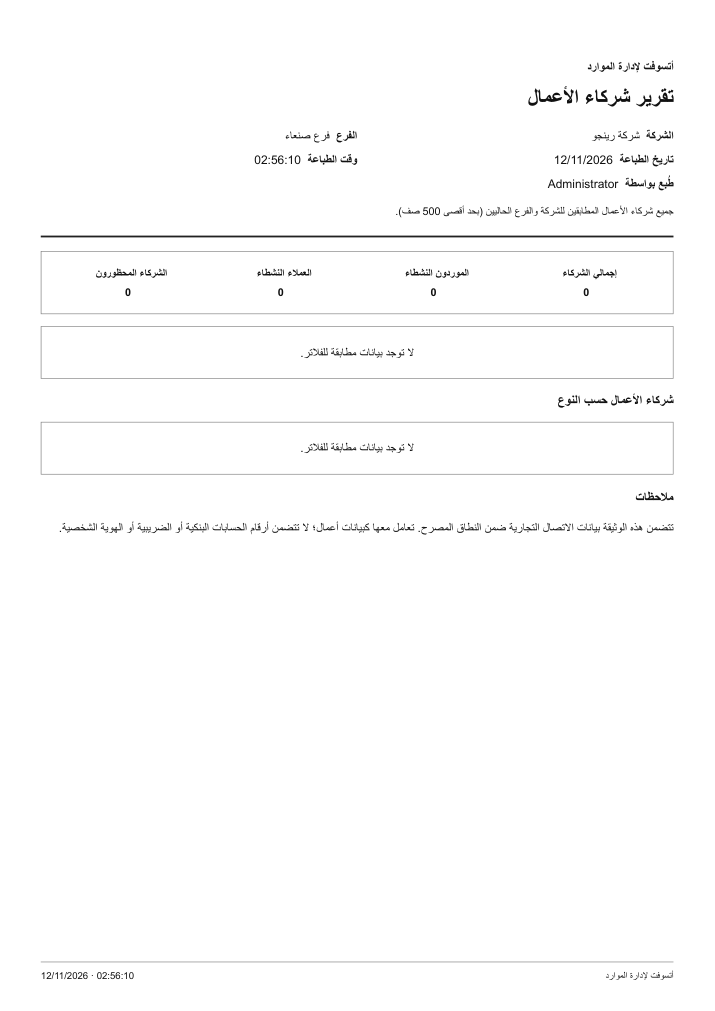 أتسوفت لإدارة الموارد
تقرير شركاء الأعمال
الشركة شركة رينجو الفرع فرع صنعاء
تاريخ الطباعة 12/11/2026 وقت الطباعة 02:56:10
طُبع بواسطة Administrator
جميع شركاء الأعمال المطابقين للشركة والفرع الحاليين (بحد أقصى 500 صف).
إجمالي الشركاء الموردون النشطاء العملاء النشطاء الشركاء المحظورون
0 0 0 0
لا توجد بيانات مطابقة للفلاتر.
شركاء الأعمال حسب النوع
لا توجد بيانات مطابقة للفلاتر.
ملاحظات
تتضمن هذه الوثيقة بيانات الاتصال التجارية ضمن النطاق المصرح. تعامل معها كبيانات أعمال؛ لا تتضمن أرقام الحسابات البنكية أو الضريبية أو الهوية الشخصية.
أتسوفت لإدارة الموارد 12/11/2026 · 02:56:10